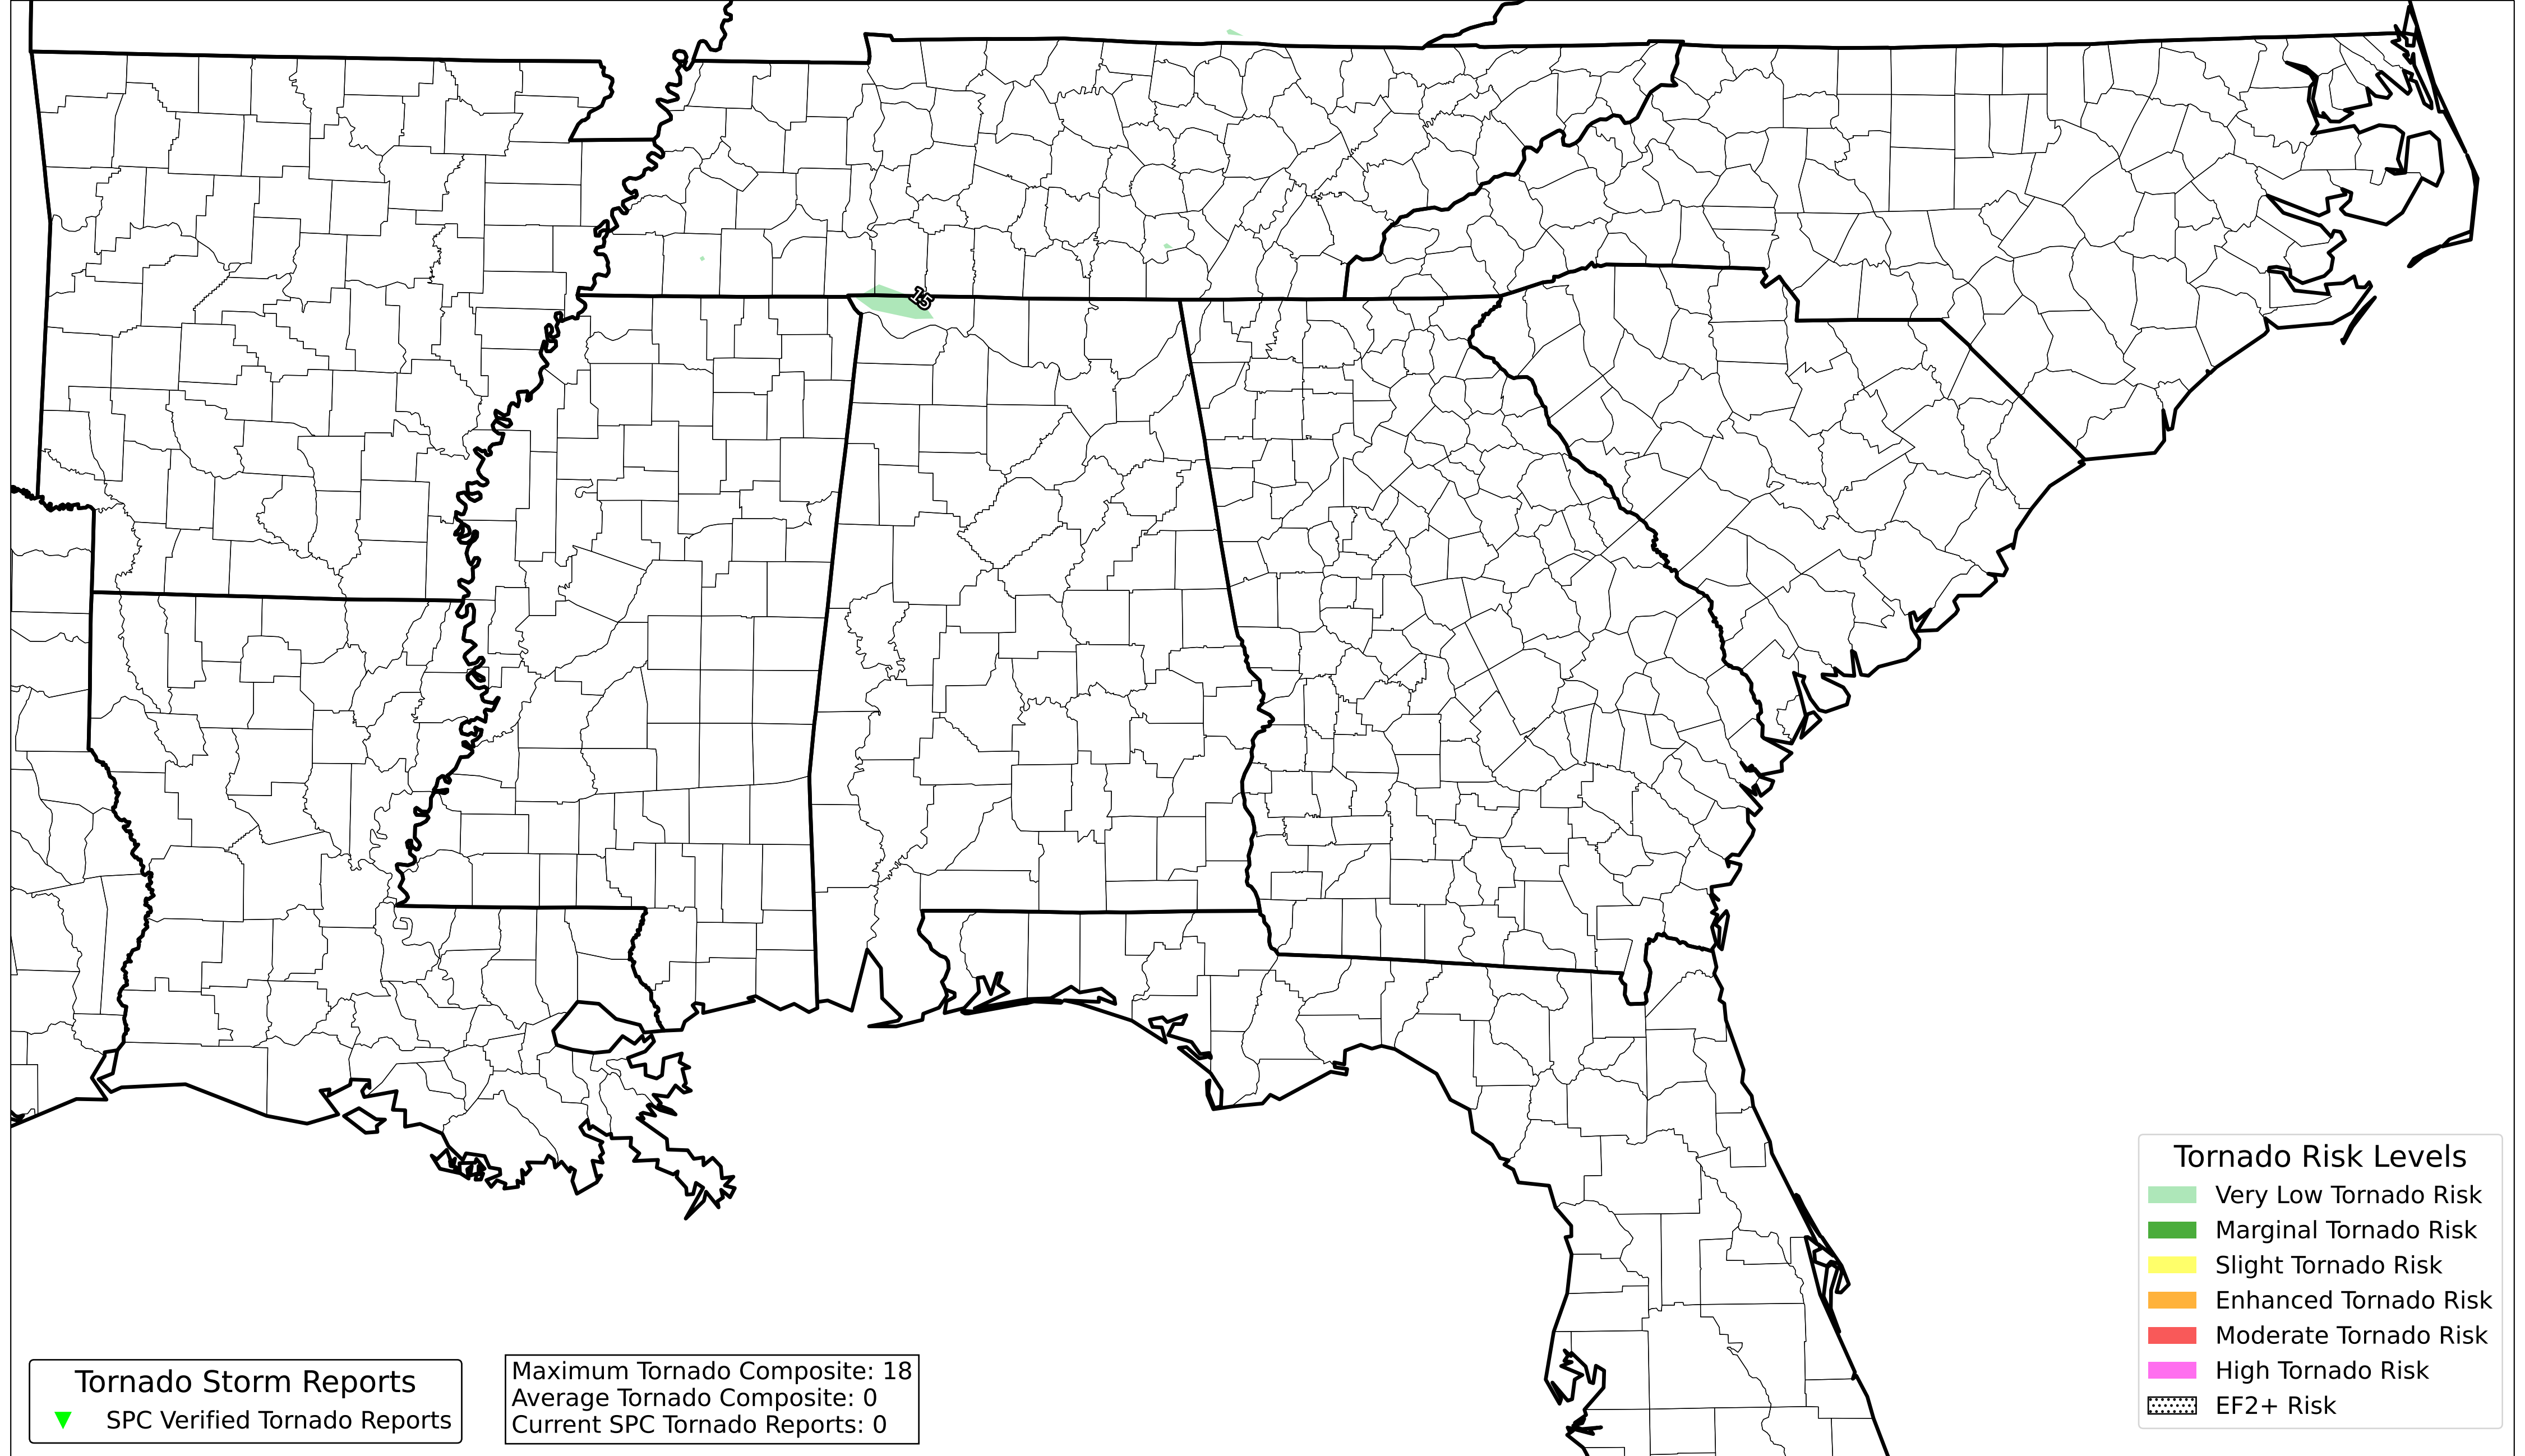 15
Tornado Risk Levels
Very Low Tornado Risk
Marginal Tornado Risk
Slight Tornado Risk
Enhanced Tornado Risk
Moderate Tornado Risk
High Tornado Risk
EF2+ Risk
Tornado Storm Reports
SPC Verified Tornado Reports
Maximum Tornado Composite: 18
Average Tornado Composite: 0
Current SPC Tornado Reports: 0